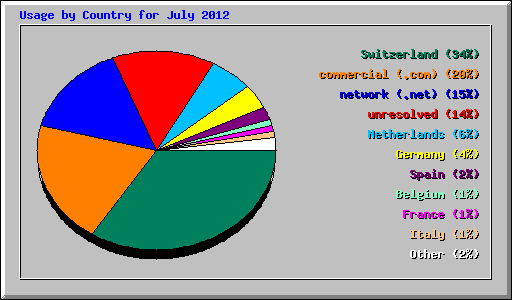 Usage by Country for July 2012
Switzerland (34%)
commercial (.com) (20%)
network (.net) (15%)
unresolved (14%)
Netherlands (6%)
Germany (4%)
Spain (2%)
Belgium (1%)
France (1%)
Italy (1%)
Other (2%)